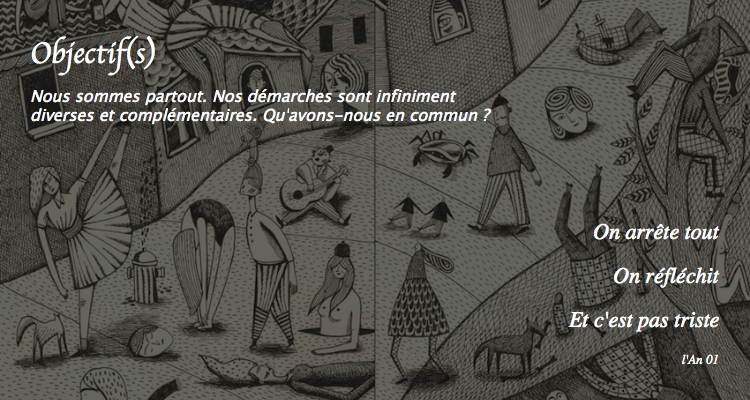 Objectif(s)
Nous sommes partout. Nos démarches sont infiniment
diverses et complémentaires. Qu'avons-nous en commun ?
On arrête tout
On réfléchit
Et c'est pas triste
l'An 01